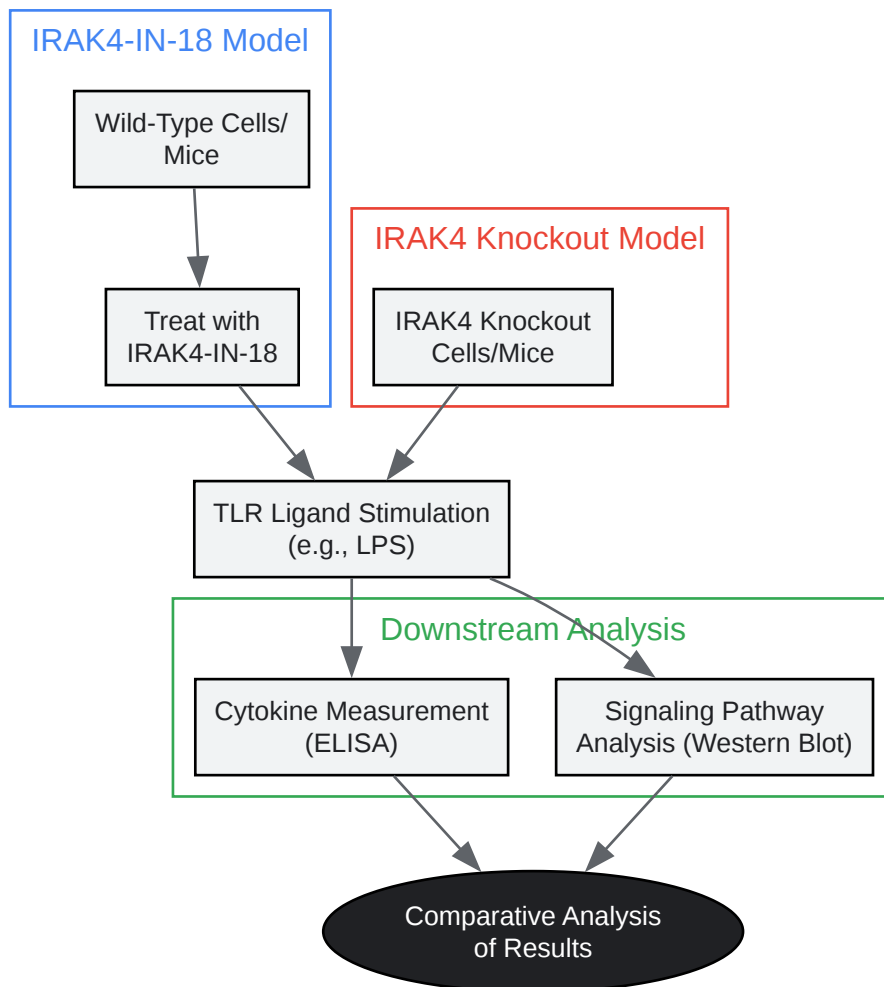 IRAK4-IN-18 Model
Wild-Type Cells/
Mice
IRAK4 Knockout Model
Treat with
IRAK4-IN-18
IRAK4 Knockout
Cells/Mice
TLR Ligand Stimulation
(e.g., LPS)
Downstream Analysis
Cytokine Measurement
(ELISA)
Signaling Pathway
Analysis (Western Blot)
Comparative Analysis
of Results